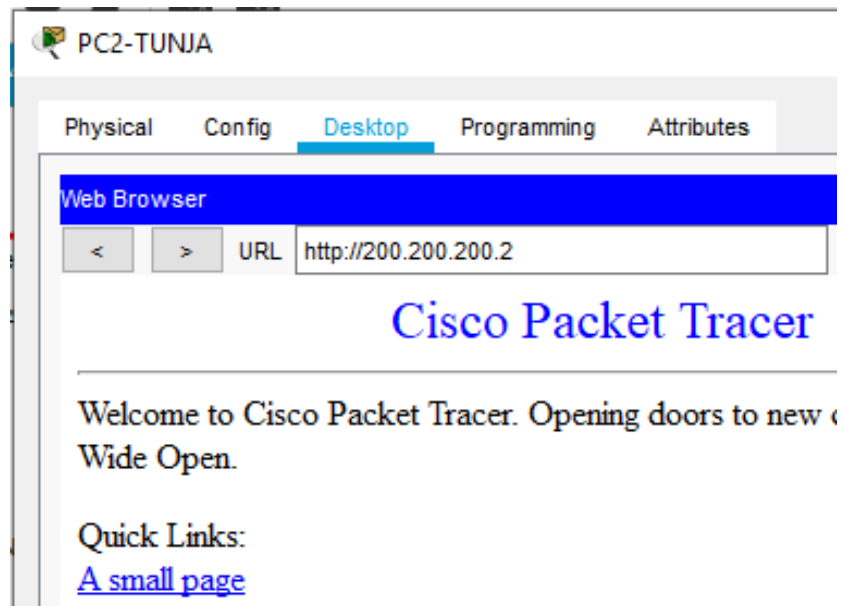 PC2-TUNJA
Physical Config Desktop Programming Attributes
Web Browser
< > URL http://200.200.200.2
Cisco Packet Tracer
Welcome to Cisco Packet Tracer. Opening doors to new
Wide Open.
Quick Links:
A small page